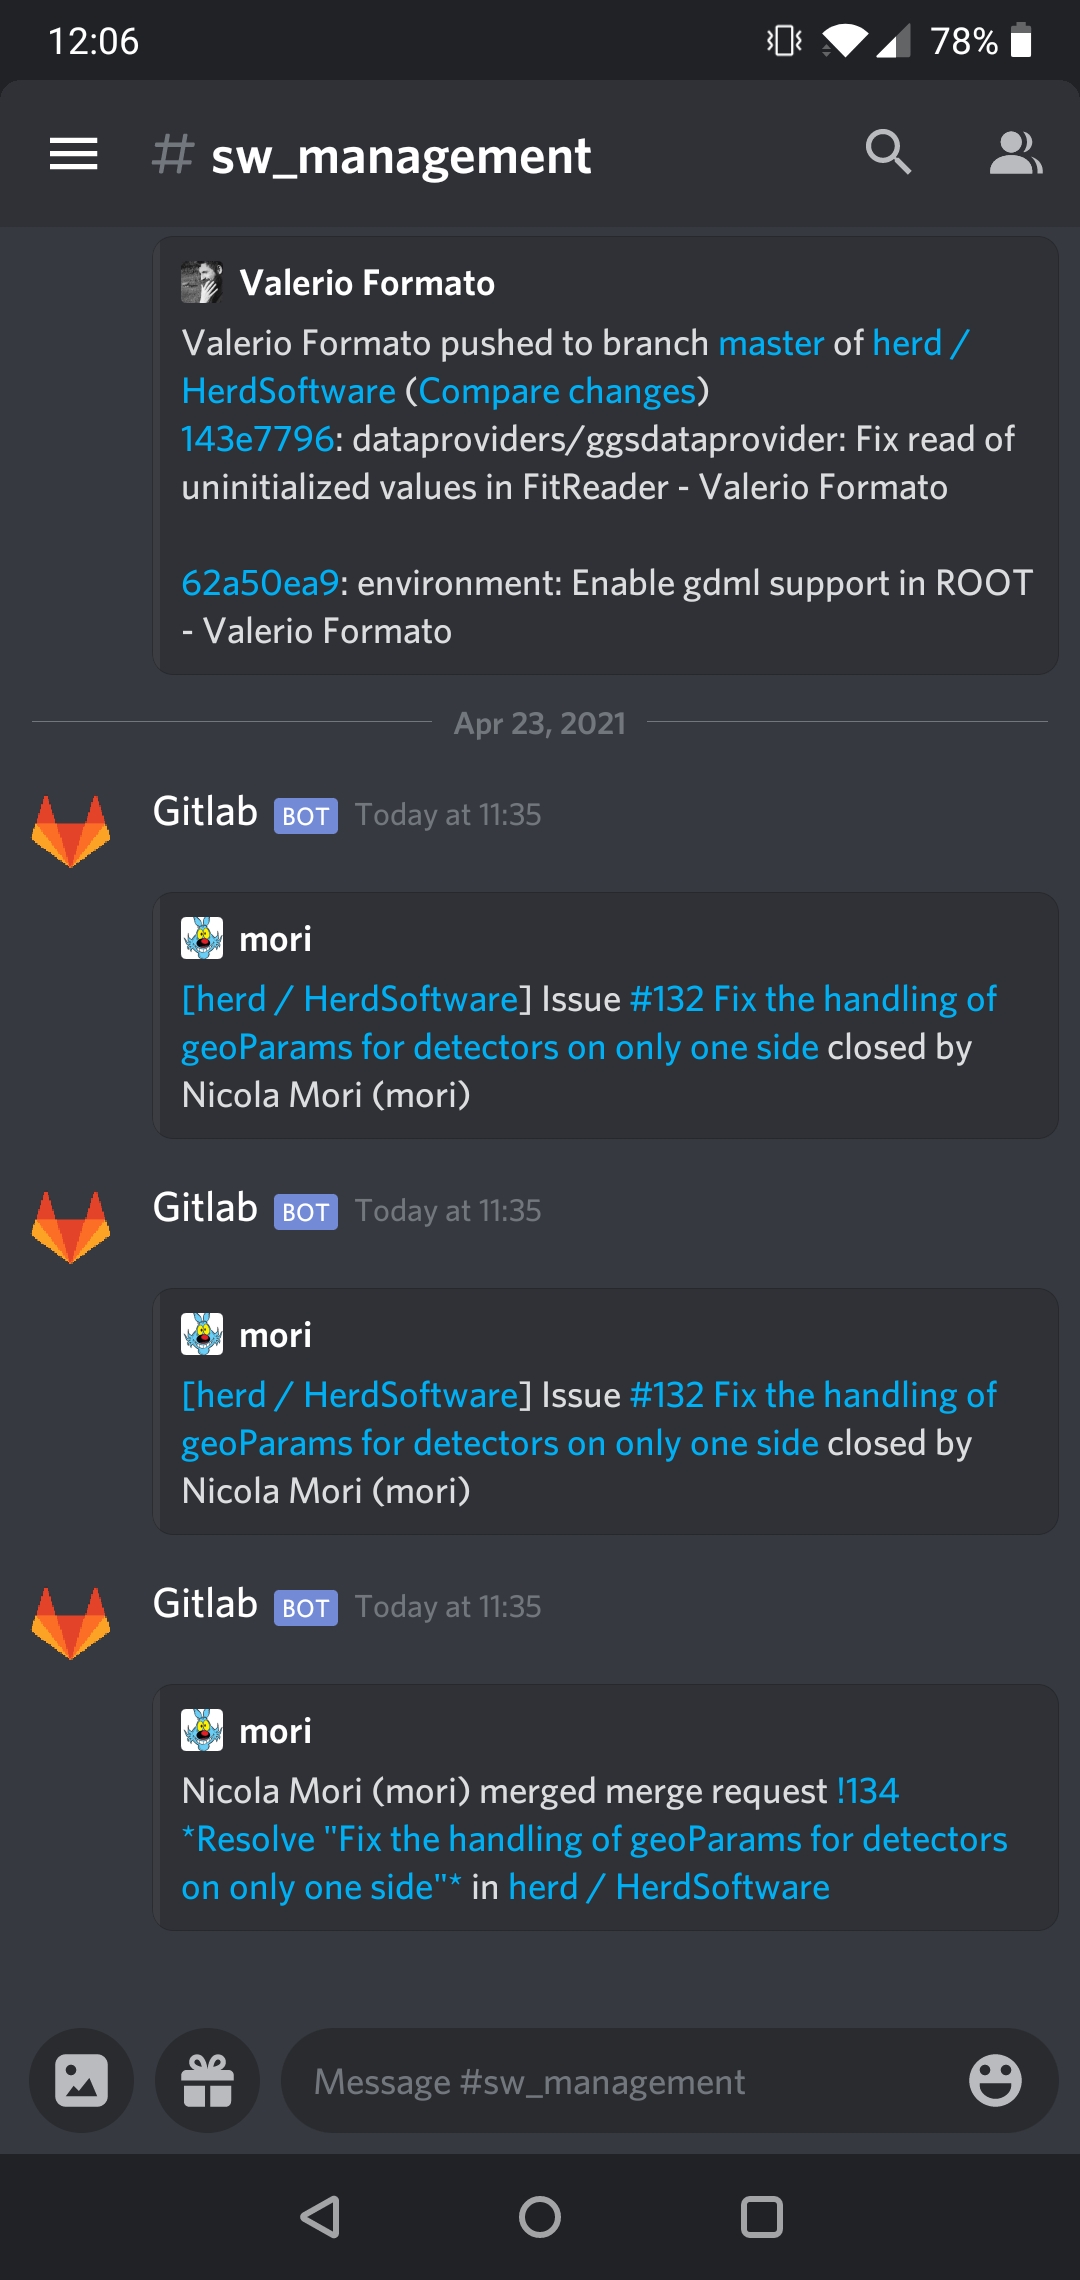 12:06
78%
# sw_management
Valerio Formato
Valerio Formato pushed to branch master of herd /
HerdSoftware (Compare changes)
143e7796: dataproviders/ggsdataprovider: Fix read of
uninitialized values in FitReader - Valerio Formato
62a50ea9: environment: Enable gdml support in ROOT
- Valerio Formato
Apr 23, 2021
Gitlab BOT Today at 11:35
mori
[herd / HerdSoftware] Issue #132 Fix the handling of
geoParams for detectors on only one side closed by
Nicola Mori (mori)
Gitlab BOT Today at 11:35
mori
[herd / HerdSoftware] Issue #132 Fix the handling of
geoParams for detectors on only one side closed by
Nicola Mori (mori)
Gitlab BOT Today at 11:35
mori
Nicola Mori (mori) merged merge request !134
*Resolve "Fix the handling of geoParams for detectors
on only one side"* in herd / HerdSoftware
Message #sw_management